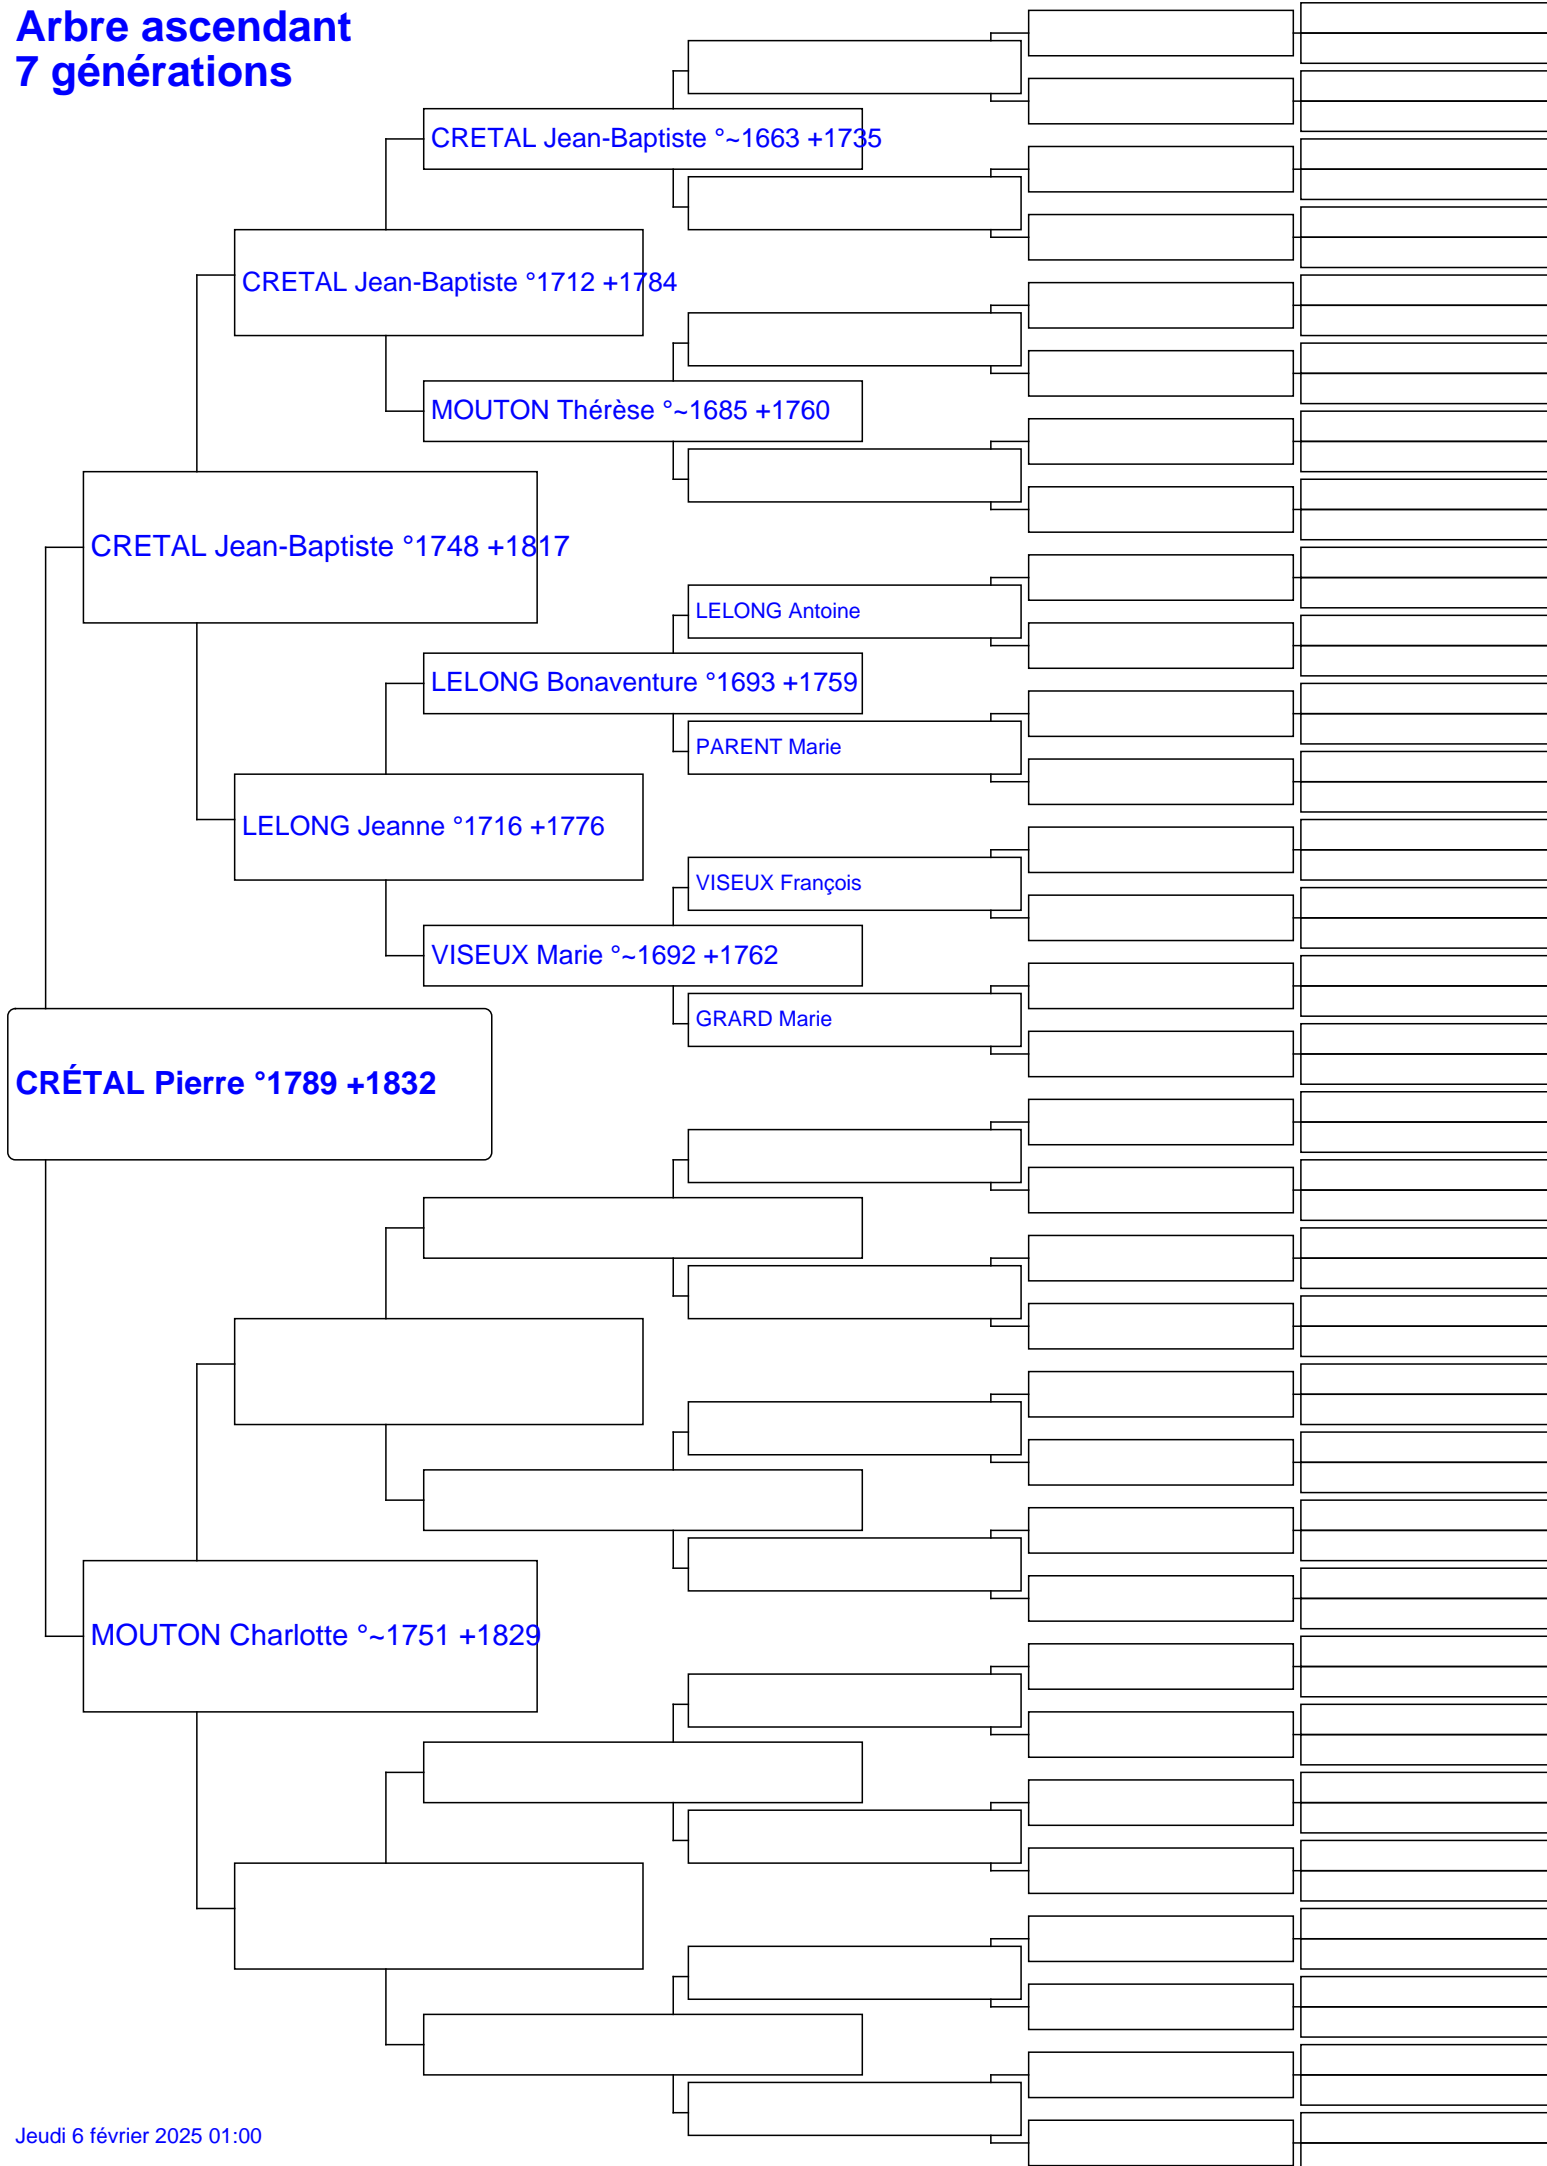 Arbre ascendant
7 générations
CRETAL Jean-Baptiste °~1663 +1735
CRETAL Jean-Baptiste °1712 +1784
MOUTON Thérèse °~1685 +1760
CRETAL Jean-Baptiste °1748 +1817
LELONG Antoine
LELONG Bonaventure °1693 +1759
PARENT Marie
LELONG Jeanne °1716 +1776
VISEUX François
VISEUX Marie °~1692 +1762
GRARD Marie
CRÉTAL Pierre °1789 +1832
MOUTON Charlotte °~1751 +1829
Jeudi 6 février 2025 01:00